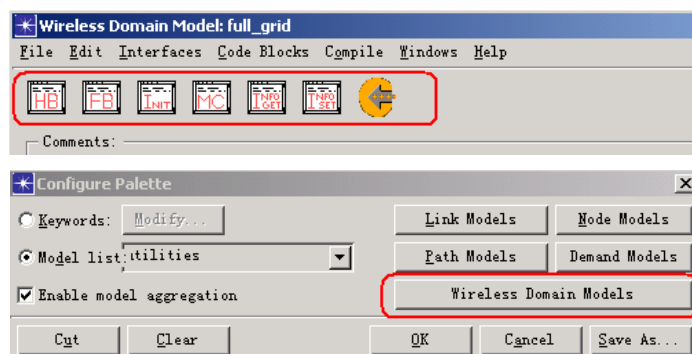 Wireless Domain Model: full_grid
File Edit Interfaces Code Blocks Compile Windows Help
HB FB INIT MC INFO GET INFO SET
Comments:
Configure Palette
Keywords: Modify... Link Models Node Models
Model list: utilities Path Models Demand Models
Enable model aggregation Wireless Domain Models
Cut Clear OK Cancel Save As...